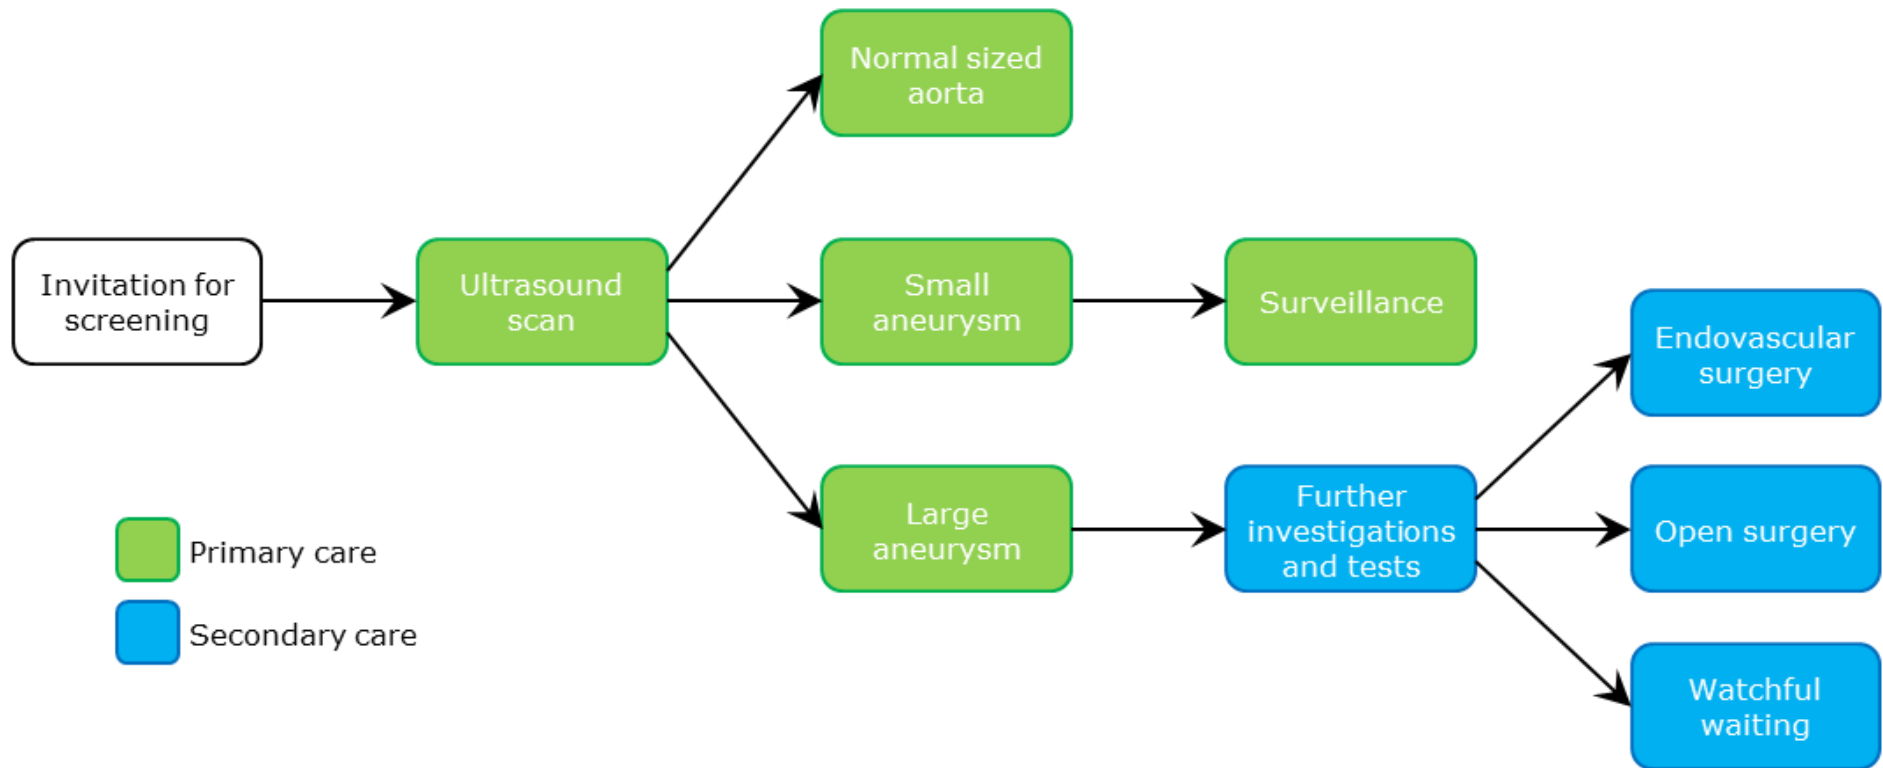 Normal sized
aorta
Invitation for
screening
Ultrasound
scan
Small
aneurysm
Surveillance
Endovascular
surgery
Large
aneurysm
Further
investigations
and tests
Open surgery
Watchful
waiting
Primary care
Secondary care